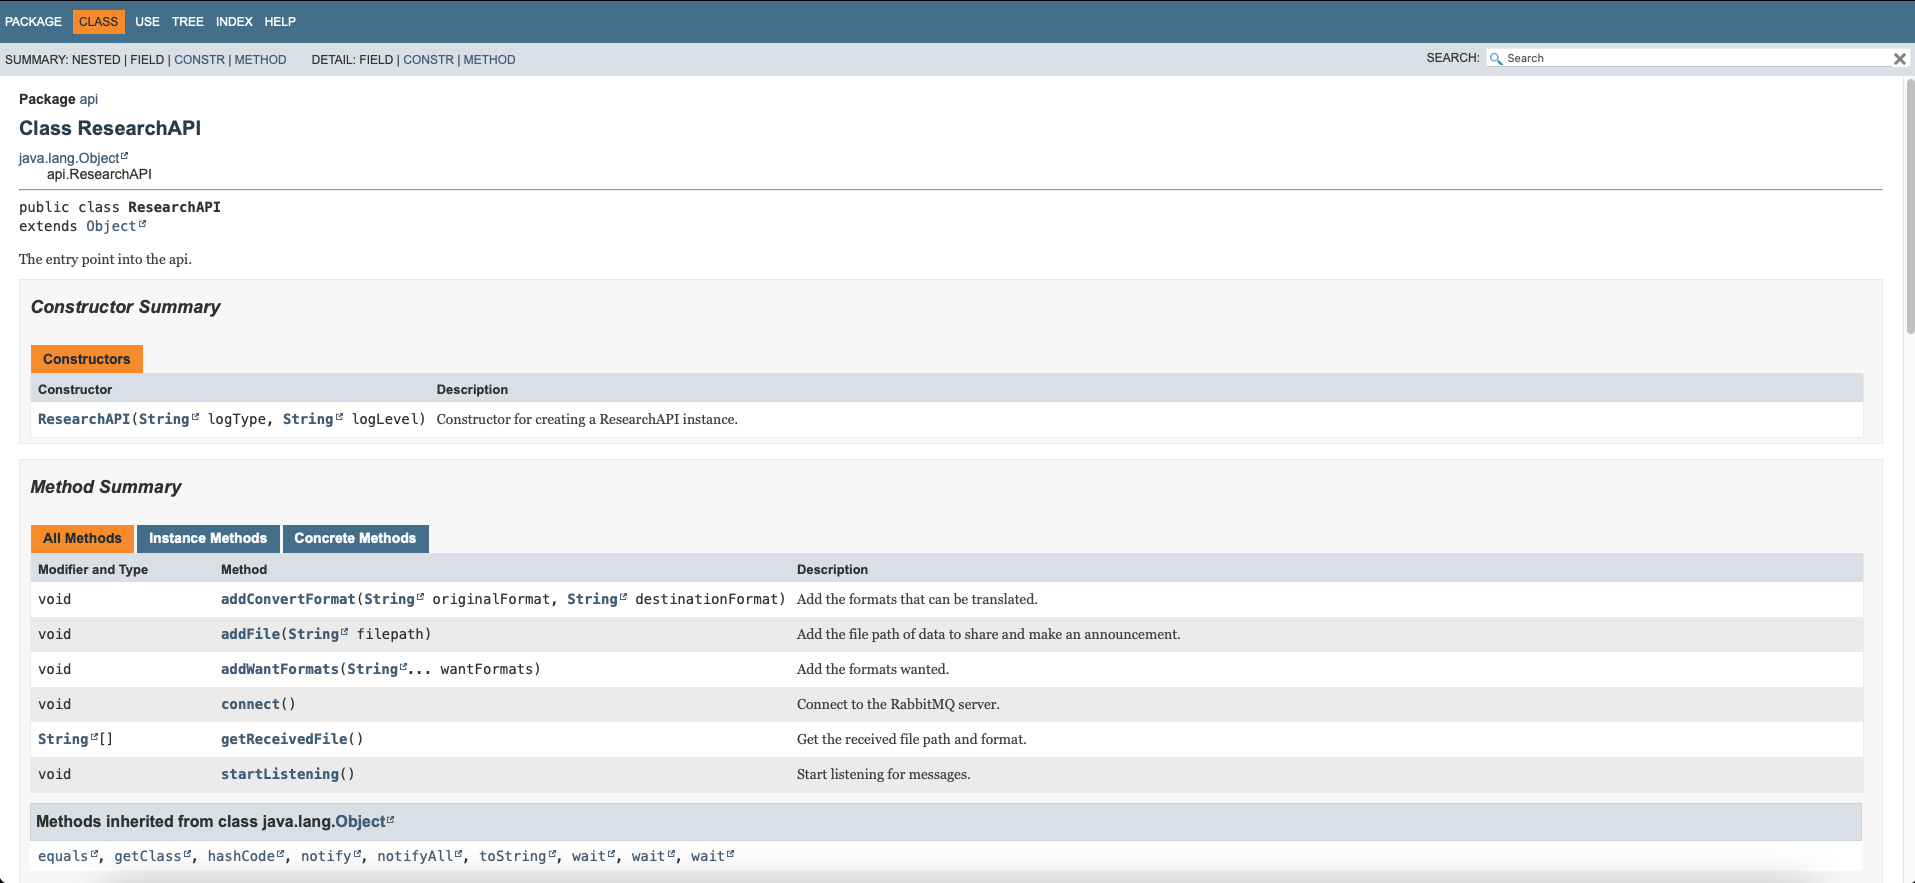 PACKAGE CLASS USE TREE INDEX HELP
SUMMARY: NESTED | FIELD | CONSTR | METHOD DETAIL: FIELD | CONSTR | METHOD SEARCH: Search
Package api
Class ResearchAPI
java.lang.Object
api.ResearchAPI
public class ResearchAPI
extends Object
The entry point into the api.
Constructor Summary
Constructors
Constructor Description
ResearchAPI(String logType, String logLevel) Constructor for creating a ResearchAPI instance.
Method Summary
All Methods Instance Methods Concrete Methods
Modifier and Type Method Description
void addConvertFormat(String originalFormat, String destinationFormat) Add the formats that can be translated.
void addFile(String filepath) Add the file path of data to share and make an announcement.
void addWantFormats(String... wantFormats) Add the formats wanted.
void connect() Connect to the RabbitMQ server.
String[] getReceivedFile() Get the received file path and format.
void startListening() Start listening for messages.
Methods inherited from class java.lang.Object
equals, getClass, hashCode, notify, notifyAll, toString, wait, wait, wait